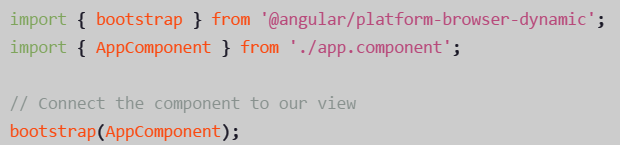 import { bootstrap } from '@angular/platform-browser-dynamic';
import { AppComponent } from './app.component';
// Connect the component to our view
bootstrap(AppComponent);